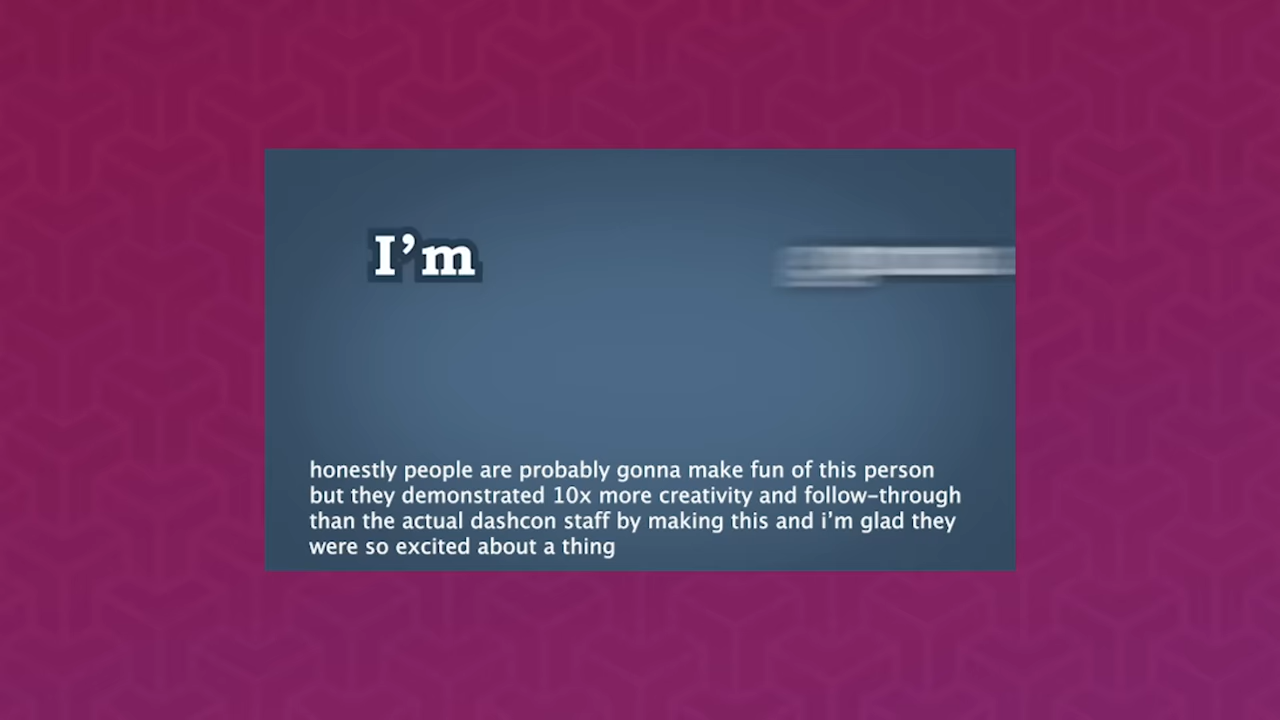 I'm
honestly people are probably gonna make fun of this person
but they demonstrated 10x more creativity and follow-through
than the actual dashcon staff by making this and i'm glad they
were so excited about a thing